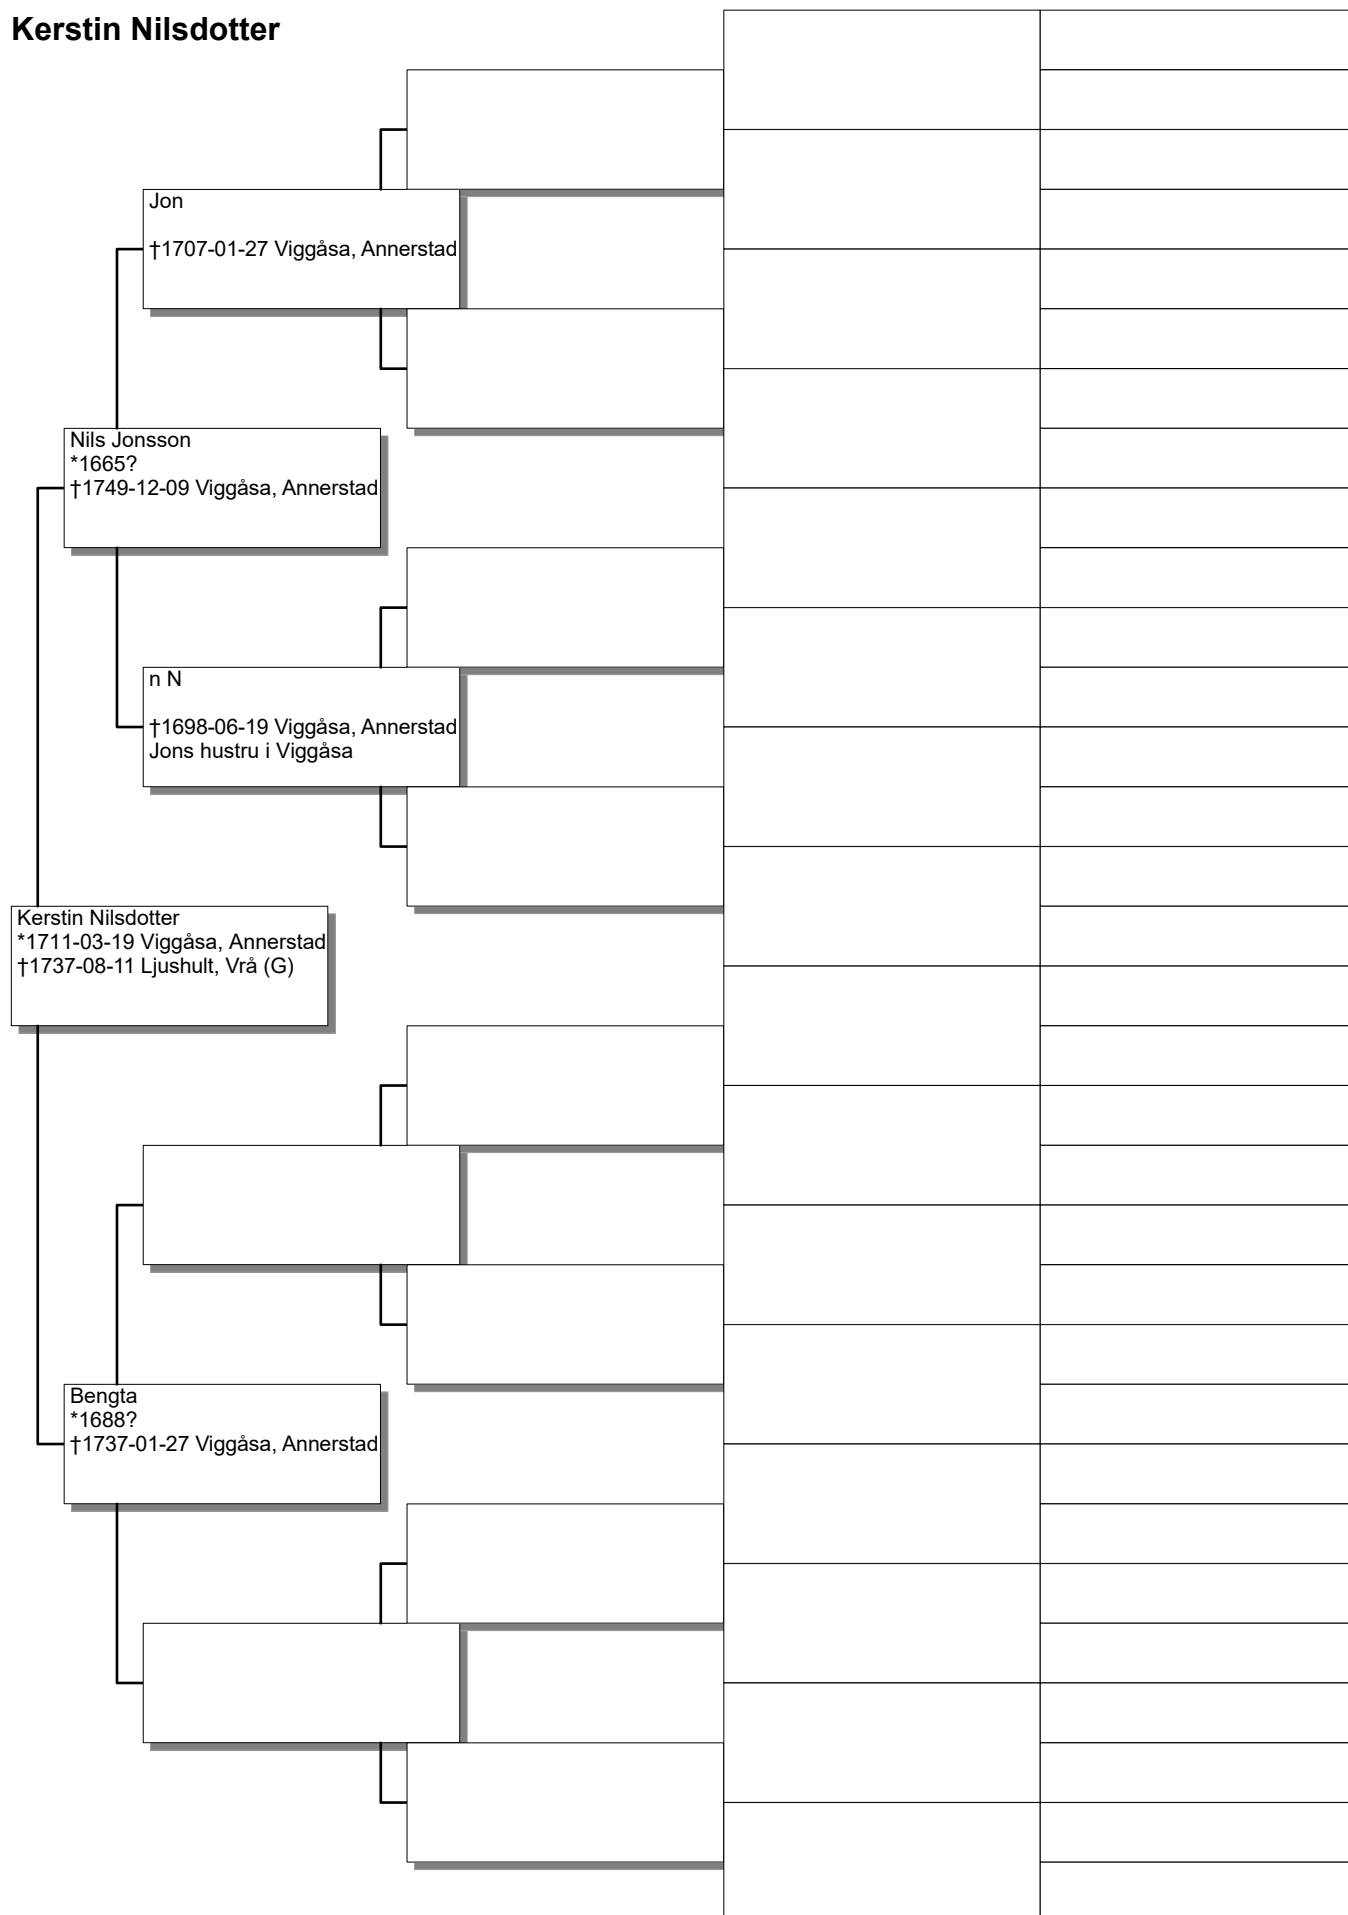 Kerstin Nilsdotter
Jon
†1707-01-27 Viggåsa, Annerstad
Nils Jonsson
*1665?
†1749-12-09 Viggåsa, Annerstad
n N
†1698-06-19 Viggåsa, Annerstad
Jons hustru i Viggåsa
Kerstin Nilsdotter
*1711-03-19 Viggåsa, Annerstad
†1737-08-11 Ljushult, Vrå (G)
Bengta
*1688?
†1737-01-27 Viggåsa, Annerstad